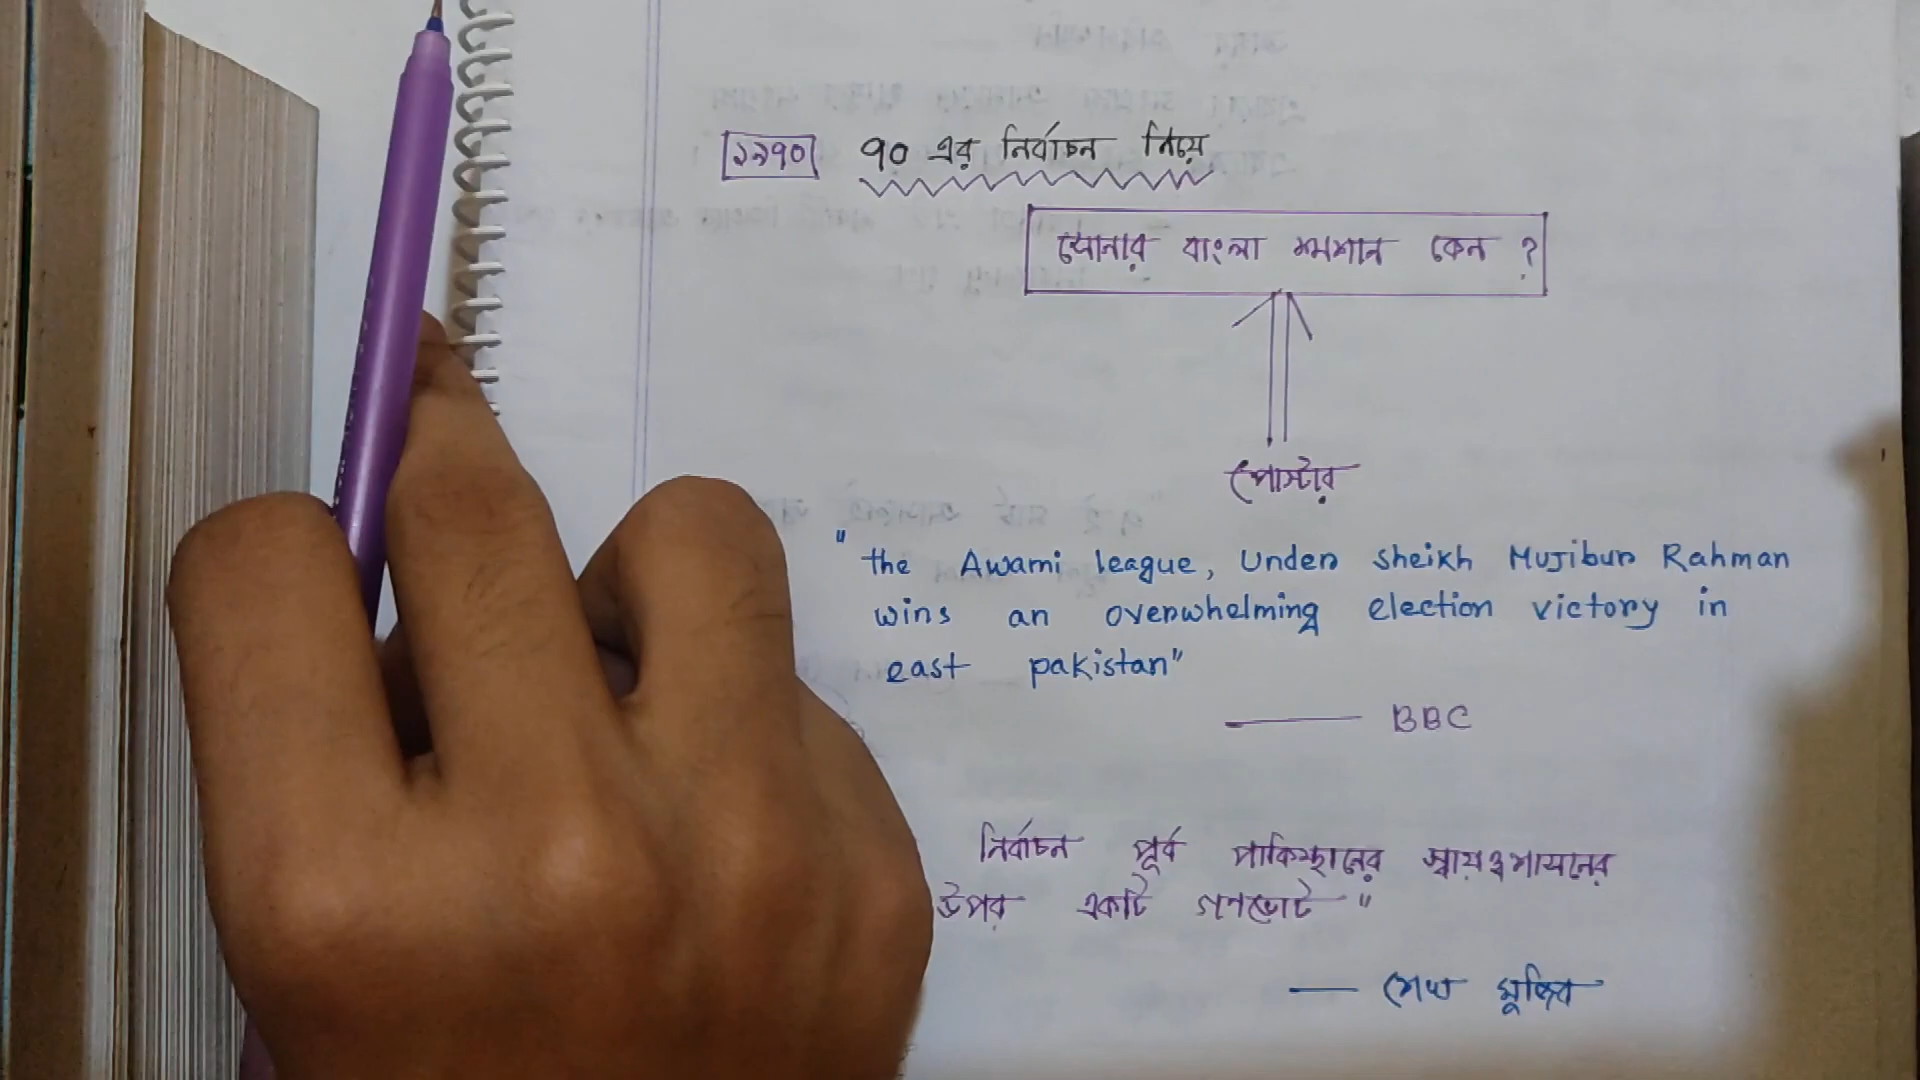 ১৯৭০ ৭০ এর নির্বাচন নিয়ে
সোনার বাংলা শ্মশান কেন ?
পোস্টার
"the Awami league, Under Sheikh Mujibur Rahman
wins an overwhelming election victory in
east pakistan"
— BBC
নির্বাচন পূর্ব পাকিস্থানের স্বায়ত্বশাসনের
উপর একটি গণভোট"
— শেখ মুজিব